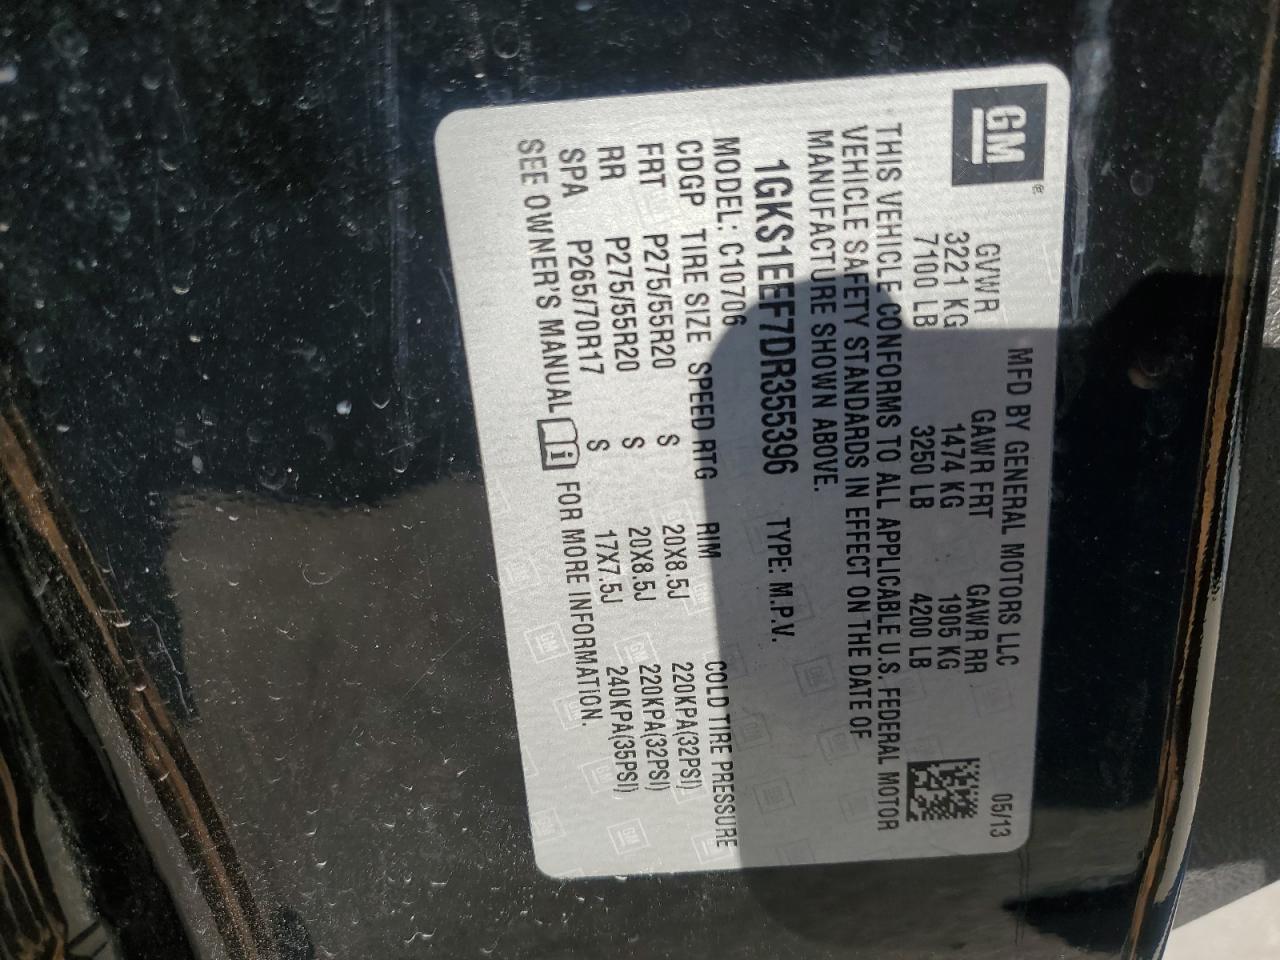 GM
MFD BY GENERAL MOTORS LLC 05/13
GVWR GAWR FRT GAWR RR
3221 KG 1474 KG 1905 KG
7100 LB 3250 LB 4200 LB
THIS VEHICLE CONFORMS TO ALL APPLICABLE U.S. FEDERAL MOTOR
VEHICLE SAFETY STANDARDS IN EFFECT ON THE DATE OF
MANUFACTURE SHOWN ABOVE.
1GKS1EEF7DR355396 TYPE: M.P.V.
MODEL: C10706
CDGP TIRE SIZE SPEED RTG RIM COLD TIRE PRESSURE
FRT P275/55R20 S 20X8.5J 220KPA(32PSI)
RR P275/55R20 S 20X8.5J 220KPA(32PSI)
SPA P265/70R17 S 17X7.5J 240KPA(35PSI)
SEE OWNER'S MANUAL i FOR MORE INFORMATION.